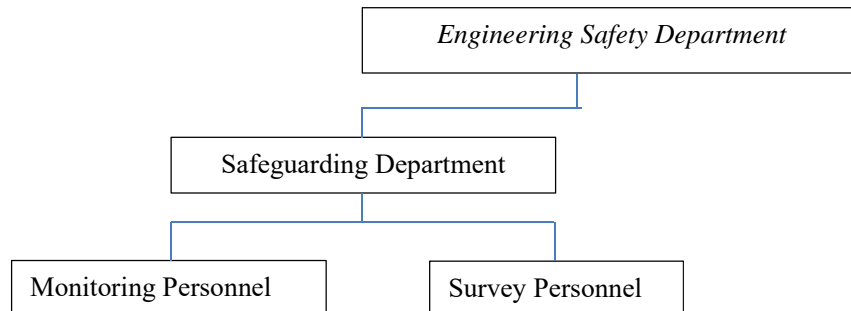 Engineering Safety Department
Safeguarding Department
Monitoring Personnel
Survey Personnel